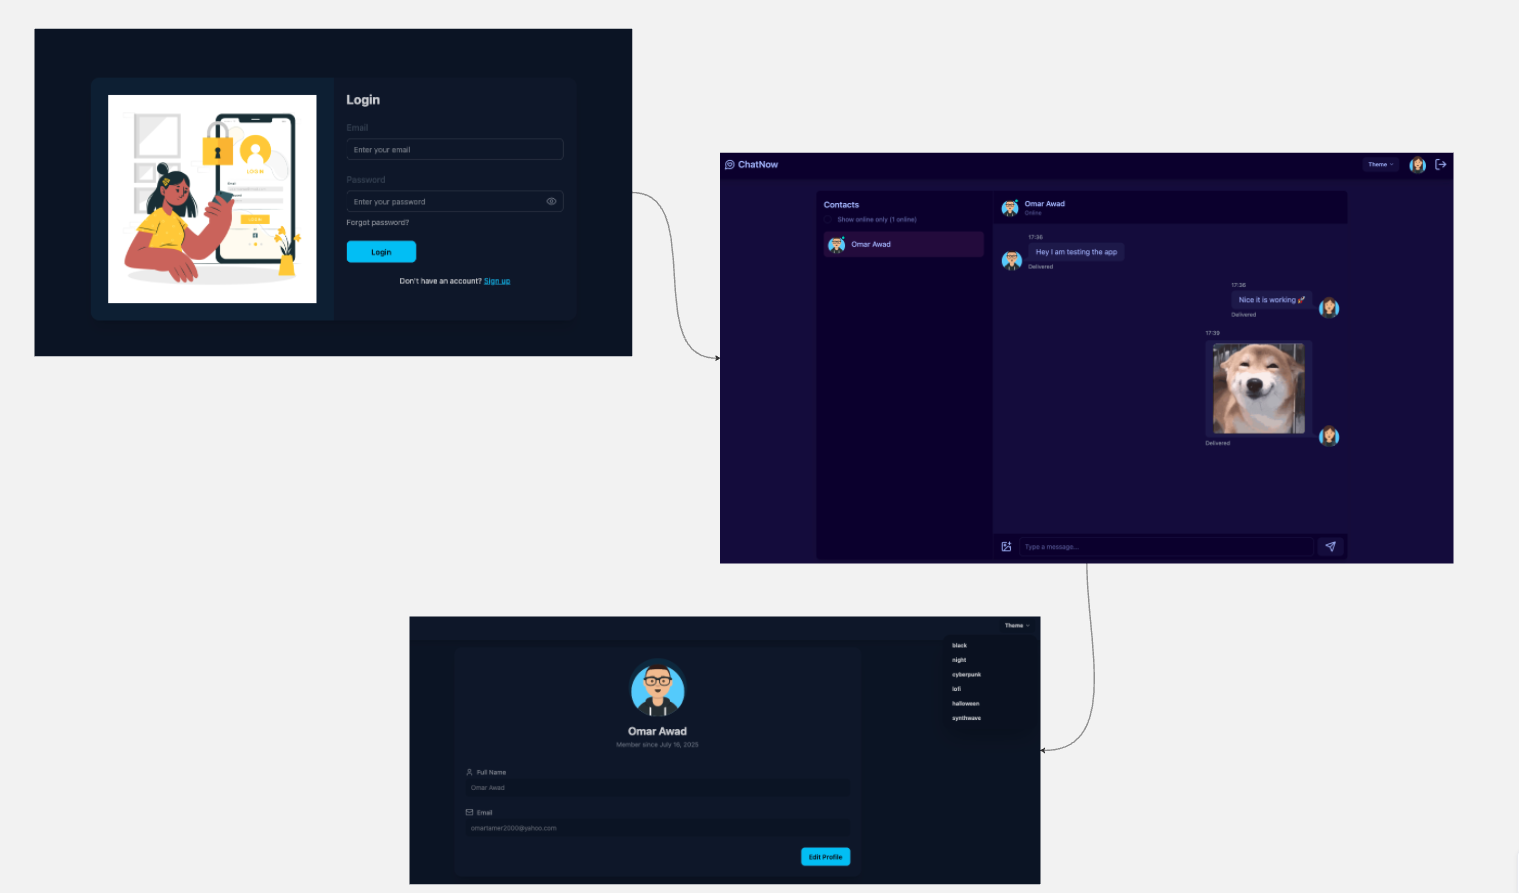 Login
Email
Enter your email
Password
Enter your password
Forgot password?
Login
Don't have an account? Sign up
LOG IN
ChatNow
Theme
Contacts
Show online only (1 online)
Omar Awad
Omar Awad
Online
17:36
Hey I am testing the app
Delivered
17:36
Nice it is working 🚀
Delivered
17:39
Delivered
Type a message...
Theme
black
night
cyberpunk
lofi
halloween
synthwave
Omar Awad
Member since July 18, 2025
Full Name
Omar Awad
Email
omartamer2000@yahoo.com
Edit Profile